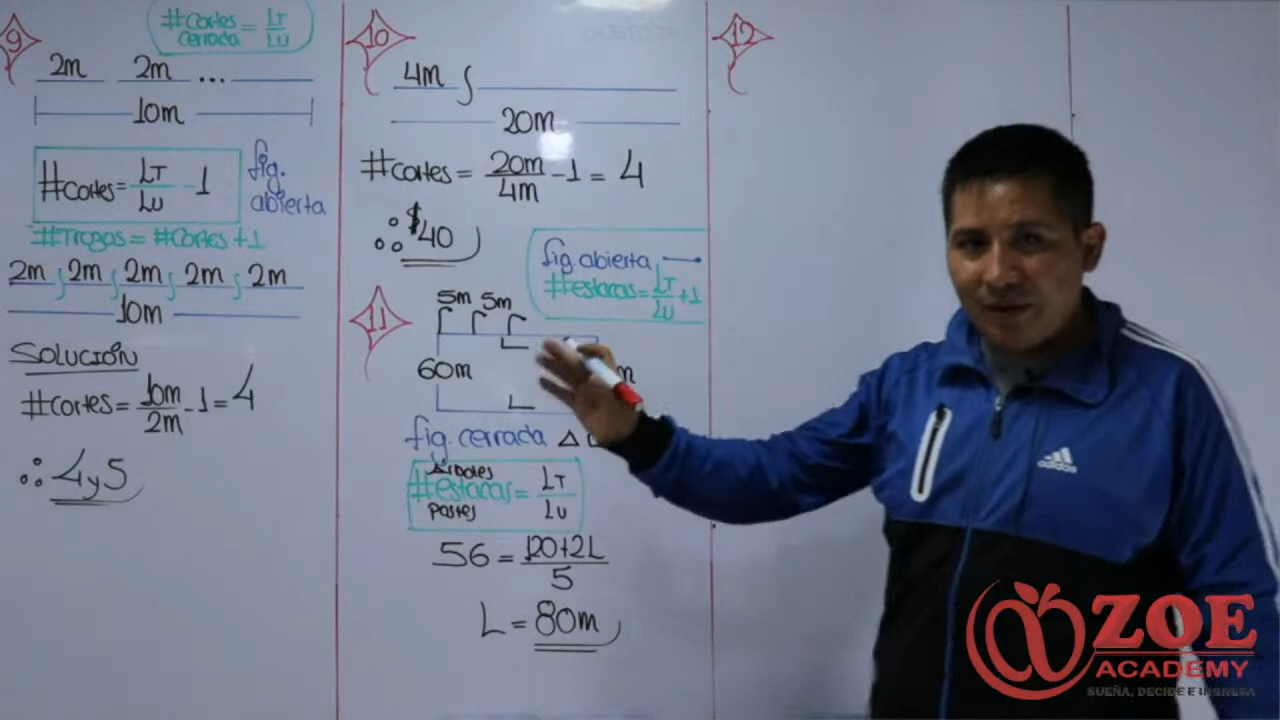 9
#cortes = LT/LU
cerrada
2m 2m ...
10m
#cortes = LT/LU - 1
fig. abierta
#Trozos = #cortes + 1
2m 2m 2m 2m 2m
10m
SOLUCIÓN
#cortes = 10m/2m - 1 = 4
∴ 4 y 5
10
4m
20m
#cortes = 20m/4m - 1 = 4
∴ $40
fig. abierta
#estacas = LT/LU + 1
11
5m 5m
L
60m m
L
fig. cerrada △
Árboles
#estacas = LT/LU
Postes
56 = 120+2L/5
L = 80m
12
adidas
ZOE
ACADEMY
SUEÑA, DECIDE E INGRESA